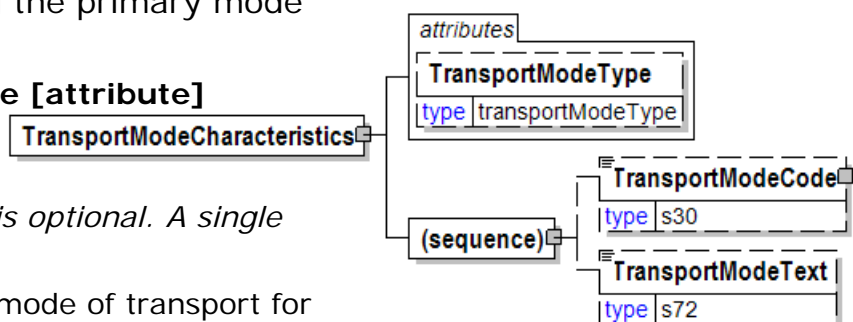 the primary mode
e [attribute]
is optional. A single
mode of transport for
TransportModeCharacteristics
attributes
TransportModeType
type transportModeType
(sequence)
TransportModeCode
type s30
TransportModeText
type s72